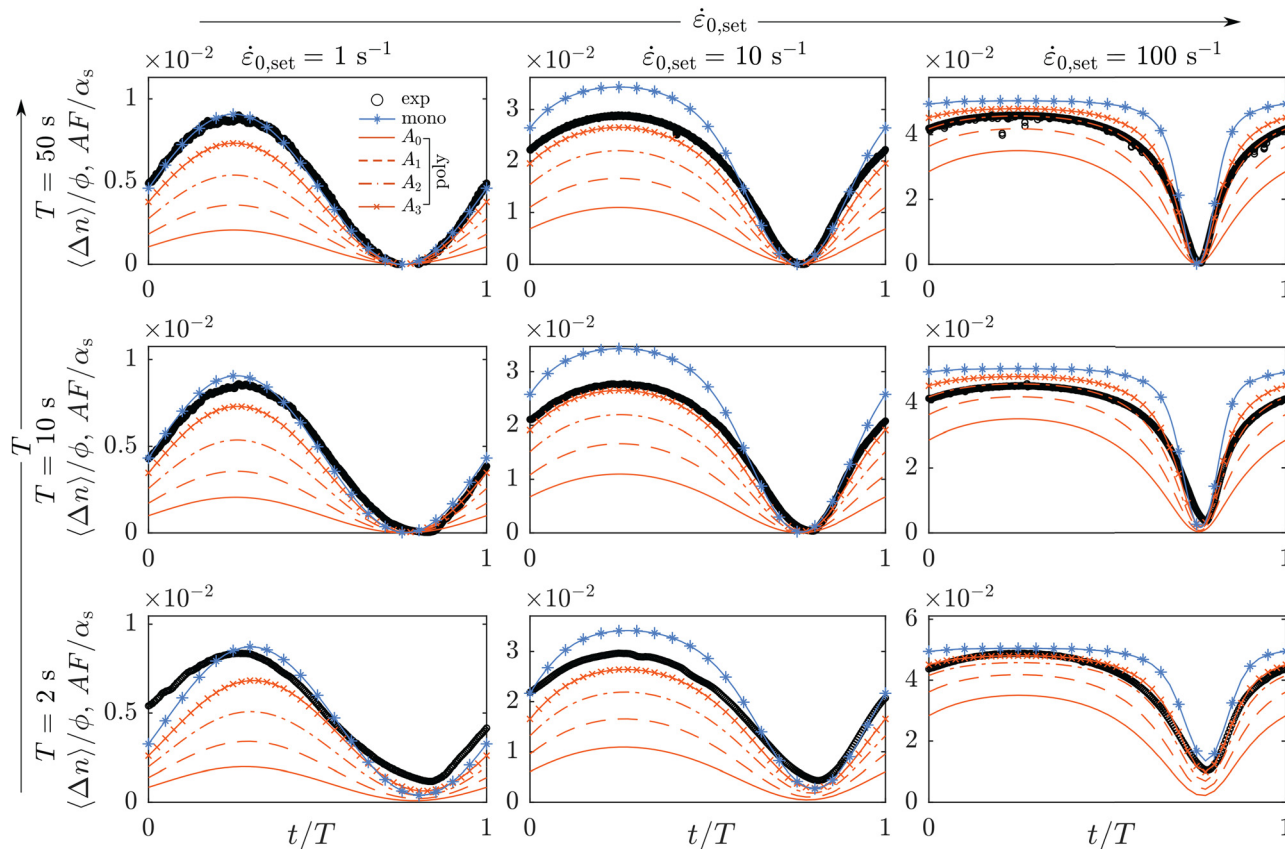 ε̇₀,set
ε̇₀,set = 1 s⁻¹
ε̇₀,set = 10 s⁻¹
ε̇₀,set = 100 s⁻¹
T
T = 50 s
⟨Δn⟩/ϕ, AF/αₛ
×10⁻²
1
0.5
0
0
1
exp
mono
A₀
A₁
A₂
A₃
poly
×10⁻²
3
2
1
0
0
1
×10⁻²
4
2
0
0
1
T = 10 s
⟨Δn⟩/ϕ, AF/αₛ
×10⁻²
1
0.5
0
0
1
×10⁻²
3
2
1
0
0
1
×10⁻²
4
2
0
0
1
T = 2 s
⟨Δn⟩/ϕ, AF/αₛ
×10⁻²
1
0.5
0
0
1
t/T
×10⁻²
3
2
1
0
0
1
t/T
×10⁻²
6
4
2
0
0
1
t/T